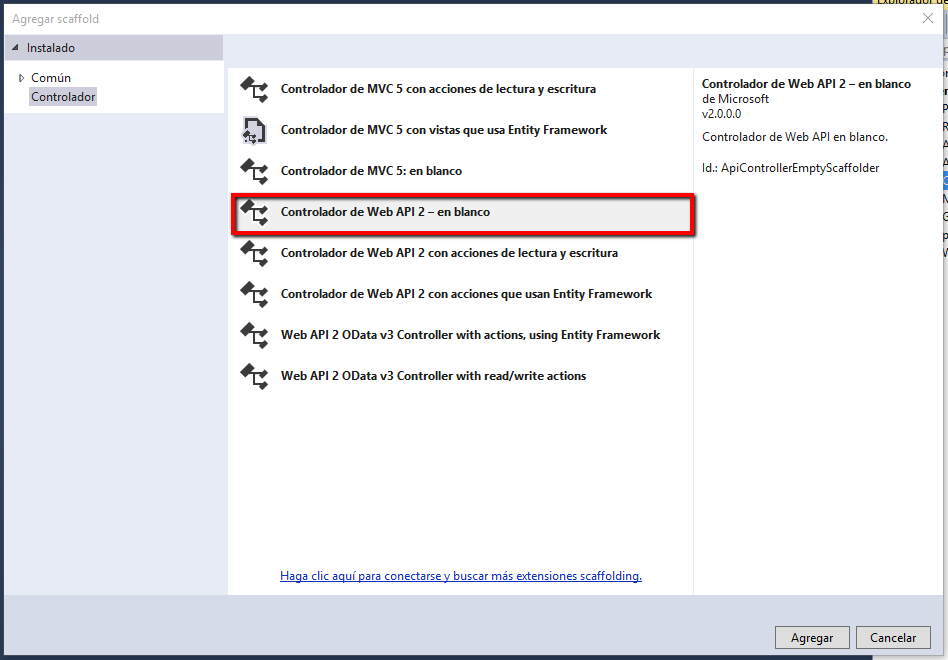 Agregar scaffold
Instalado
Común
Controlador
Controlador de MVC 5 con acciones de lectura y escritura
Controlador de MVC 5 con vistas que usa Entity Framework
Controlador de MVC 5: en blanco
Controlador de Web API 2 – en blanco
Controlador de Web API 2 con acciones de lectura y escritura
Controlador de Web API 2 con acciones que usan Entity Framework
Web API 2 OData v3 Controller with actions, using Entity Framework
Web API 2 OData v3 Controller with read/write actions
Haga clic aquí para conectarse y buscar más extensiones scaffolding.
Controlador de Web API 2 – en blanco
de Microsoft
v2.0.0.0
Controlador de Web API en blanco.
Id.: ApiControllerEmptyScaffolder
Agregar
Cancelar